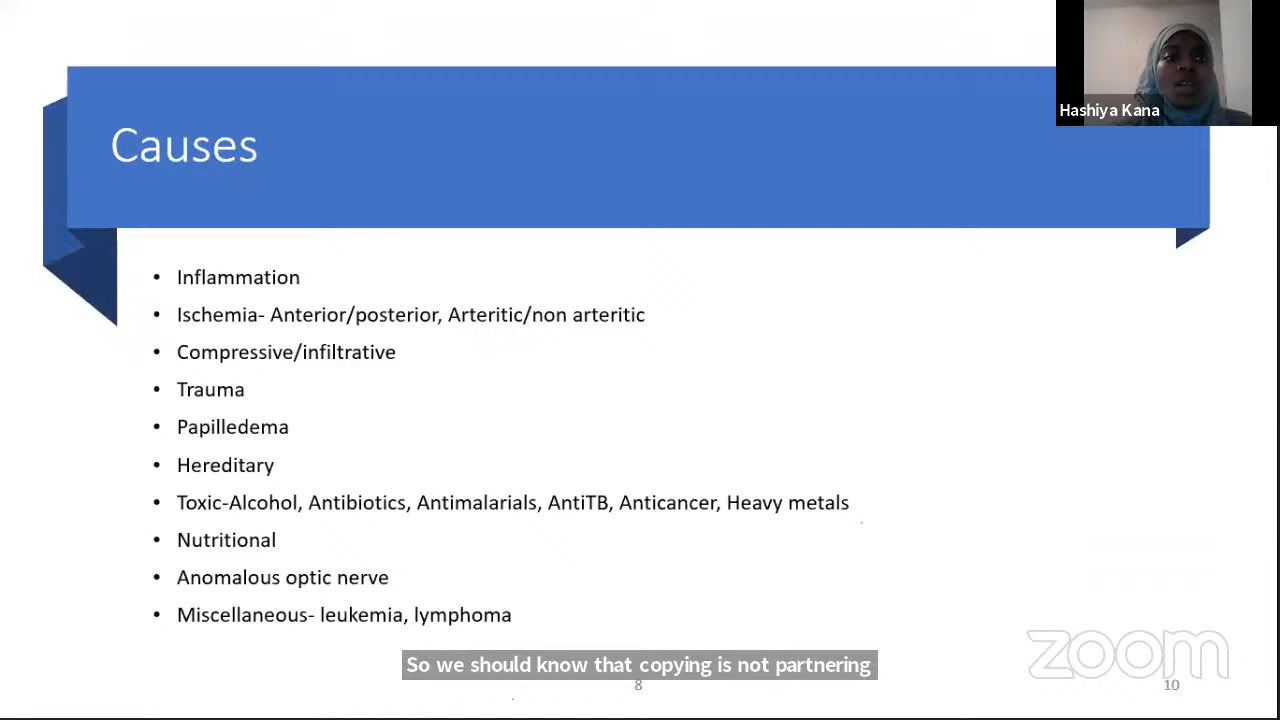 Hashiya Kana
Causes
• Inflammation
• Ischemia- Anterior/posterior, Arteritic/non arteritic
• Compressive/infiltrative
• Trauma
• Papilledema
• Hereditary
• Toxic-Alcohol, Antibiotics, Antimalarials, AntiTB, Anticancer, Heavy metals
• Nutritional
• Anomalous optic nerve
• Miscellaneous- leukemia, lymphoma
So we should know that copying is not partnering
zoom
8
10